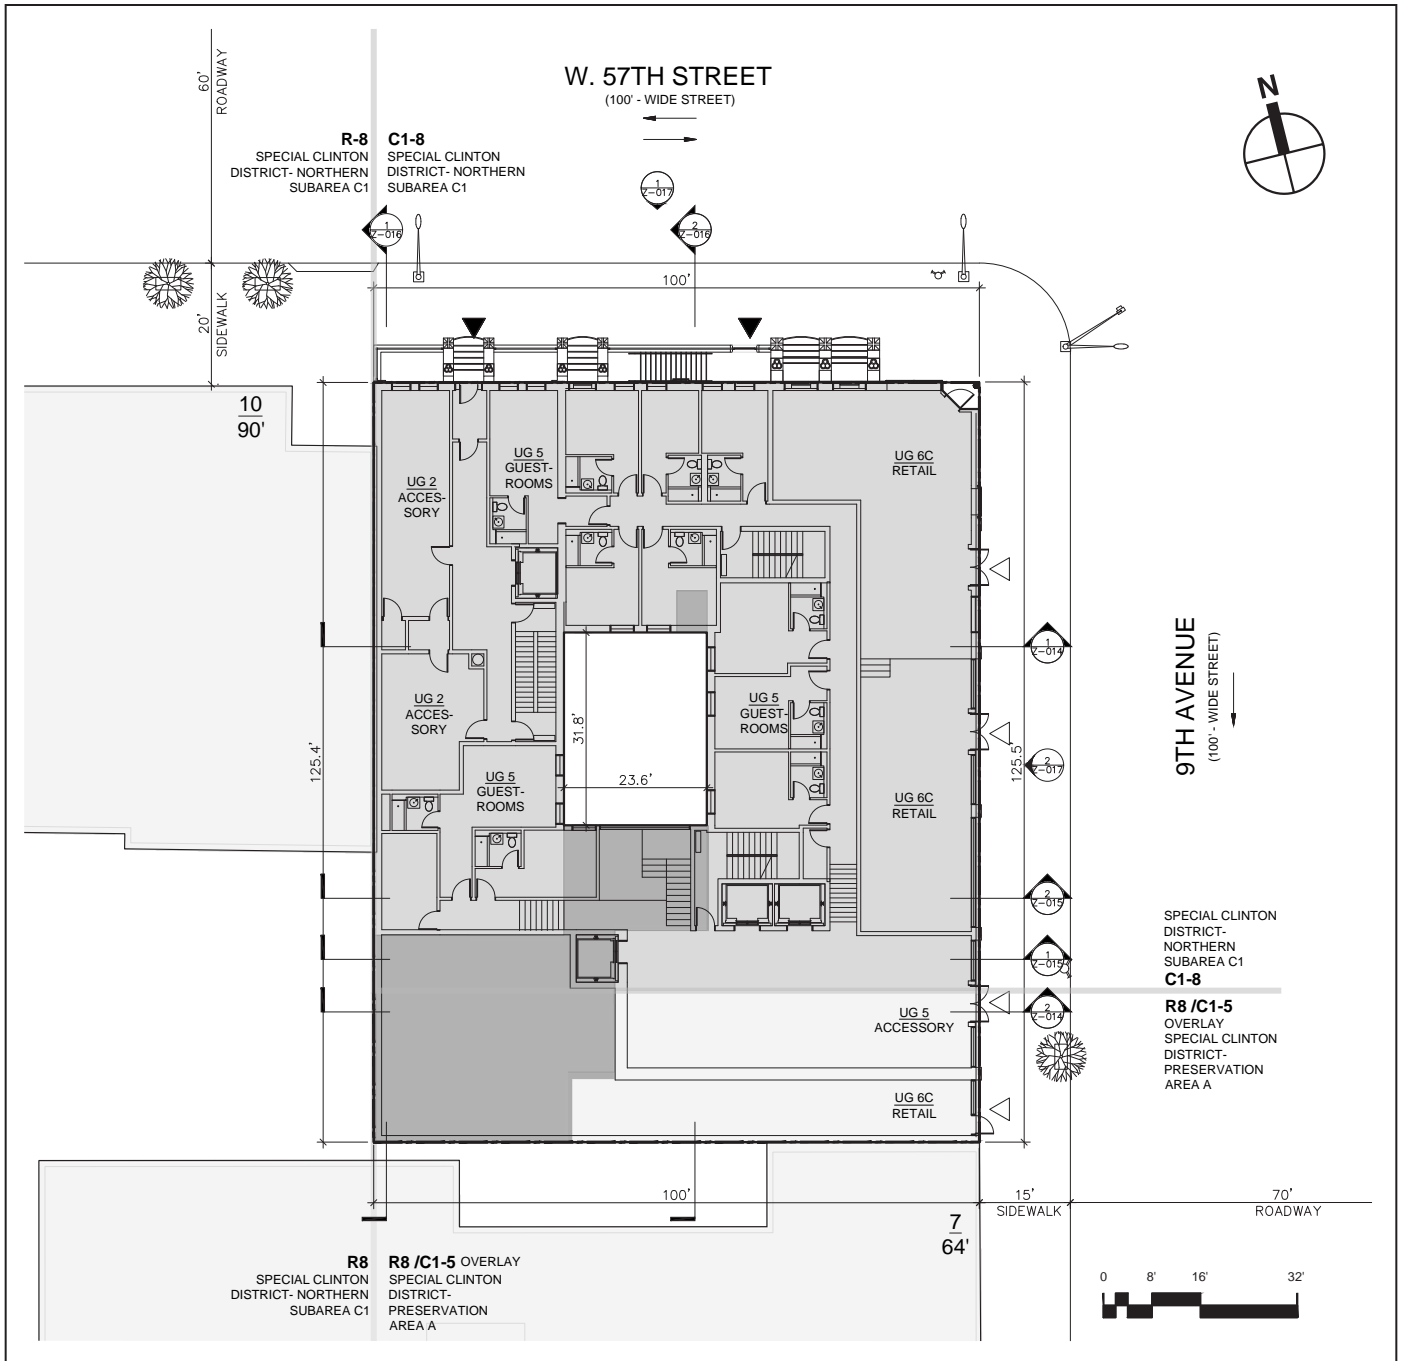 W. 57TH STREET
(100' - WIDE STREET)
N
60'
ROADWAY
R-8
SPECIAL CLINTON
DISTRICT- NORTHERN
SUBAREA C1
C1-8
SPECIAL CLINTON
DISTRICT- NORTHERN
SUBAREA C1
1
Z-017
1
Z-016
2
Z-016
20'
SIDEWALK
100'
10
90'
UG 2
ACCES-
SORY
UG 5
GUEST-
ROOMS
UG 6C
RETAIL
1
Z-014
9TH AVENUE
(100' - WIDE STREET)
UG 2
ACCES-
SORY
UG 5
GUEST-
ROOMS
31.8'
23.6'
125.4'
125.5'
2
Z-017
UG 5
GUEST-
ROOMS
UG 6C
RETAIL
2
Z-015
1
Z-015
2
Z-014
SPECIAL CLINTON
DISTRICT-
NORTHERN
SUBAREA C1
C1-8
R8 /C1-5
OVERLAY
SPECIAL CLINTON
DISTRICT-
PRESERVATION
AREA A
UG 5
ACCESSORY
UG 6C
RETAIL
100'
15'
SIDEWALK
70'
ROADWAY
7
64'
R8
SPECIAL CLINTON
DISTRICT- NORTHERN
SUBAREA C1
R8 /C1-5 OVERLAY
SPECIAL CLINTON
DISTRICT-
PRESERVATION
AREA A
0 8' 16' 32'